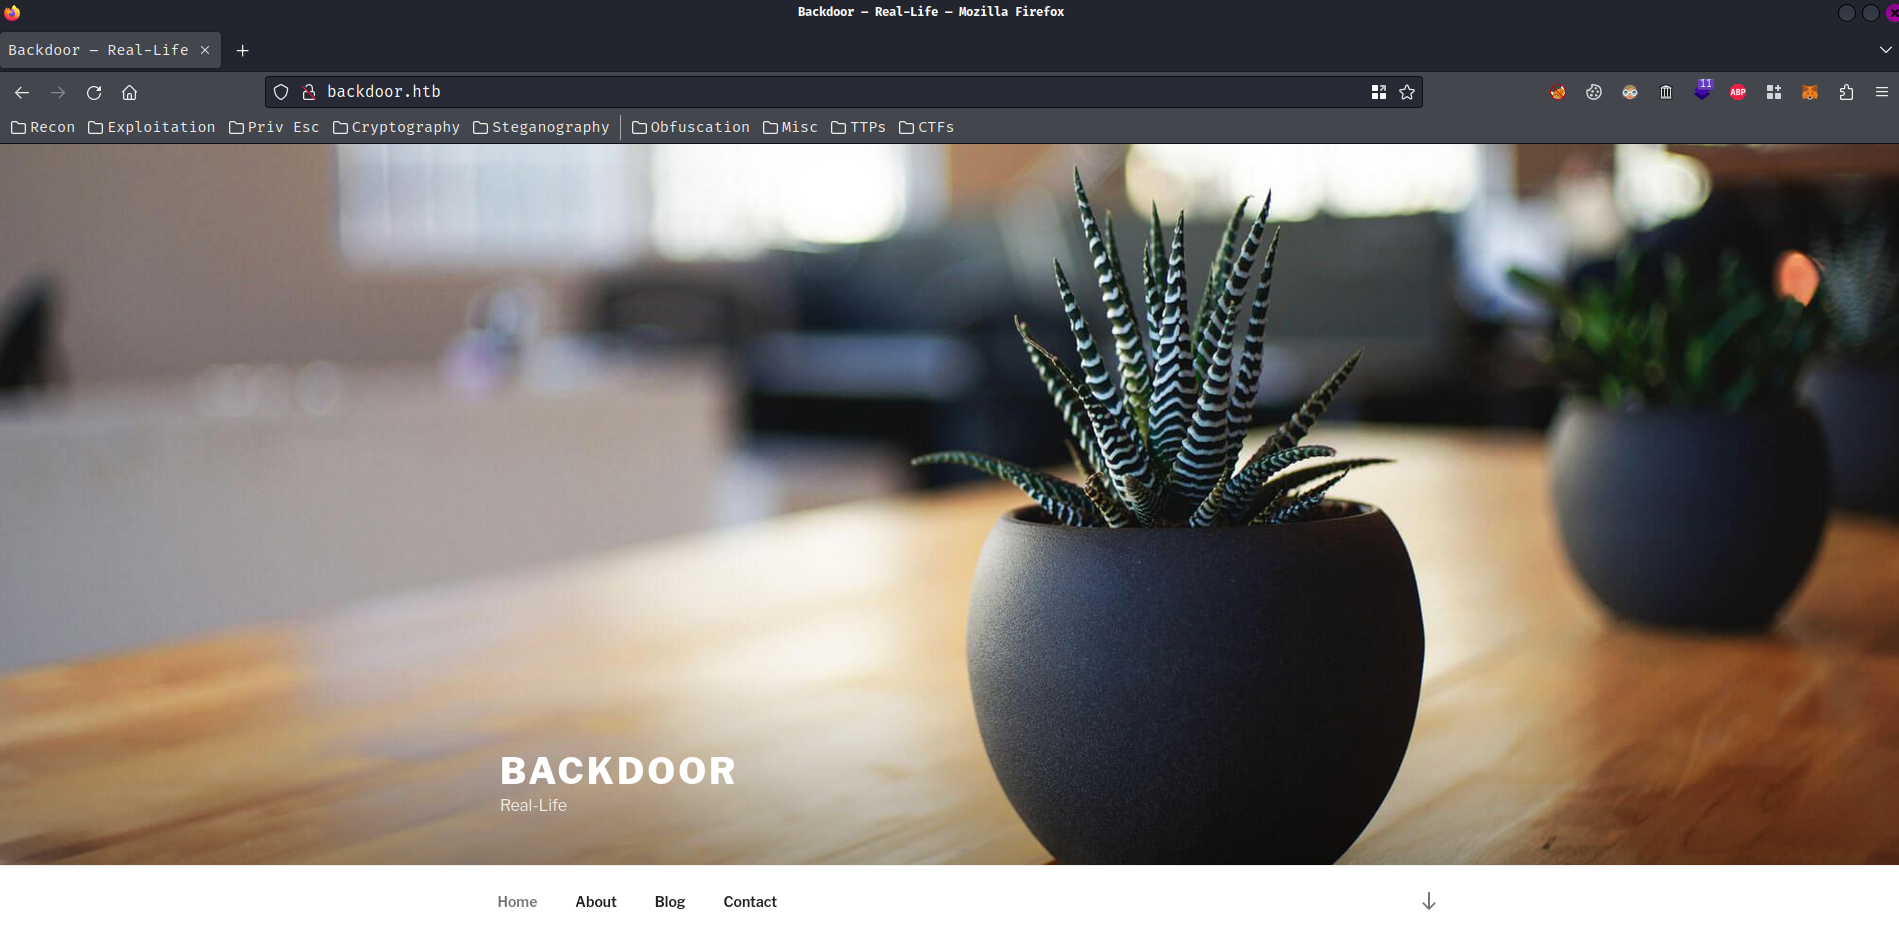 Backdoor — Real-Life — Mozilla Firefox
Backdoor — Real-Life
backdoor.htb
11
ABP
Recon Exploitation Priv Esc Cryptography Steganography Obfuscation Misc TTPs CTFs
BACKDOOR
Real-Life
Home About Blog Contact